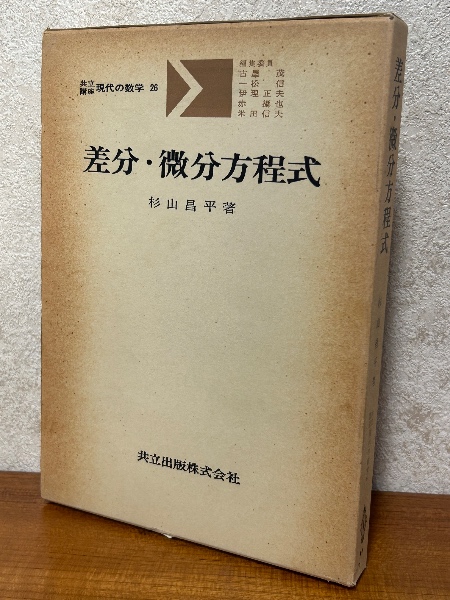 共立講座 現代の数学 26
編集委員
古屋 茂
一松 信
伊理正夫
赤 攝也
米田信夫
差分・微分方程式
杉山昌平著
共立出版株式会社
差分・微分方程式